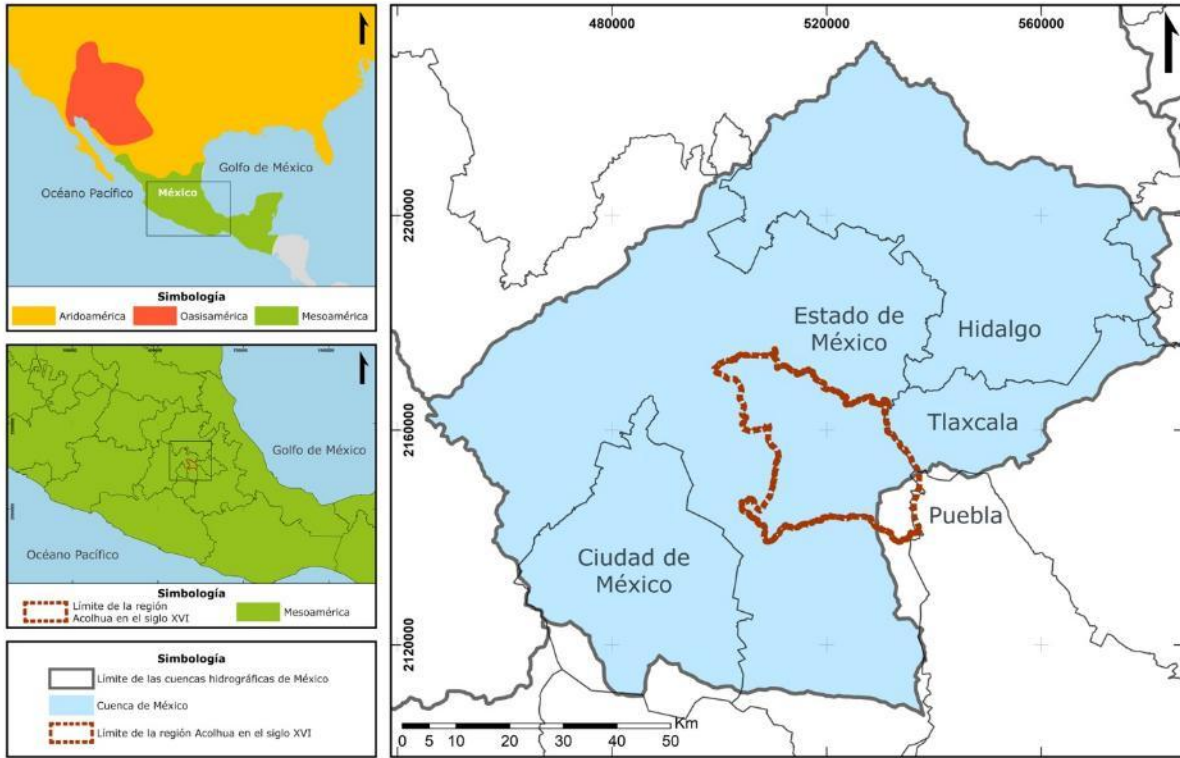 Golfo de México
Océano Pacífico
México
Simbología
Aridoamérica
Oasisamérica
Mesoamérica
Golfo de México
Océano Pacífico
Simbología
Límite de la región
Acolhua en el siglo XVI
Mesoamérica
Simbología
Límite de las cuencas hidrográficas de México
Cuenca de México
Límite de la región Acolhua en el siglo XVI
480000
520000
560000
2200000
2160000
2120000
Estado de
México
Hidalgo
Tlaxcala
Puebla
Ciudad de
México
Km
0 5 10 20 30 40 50